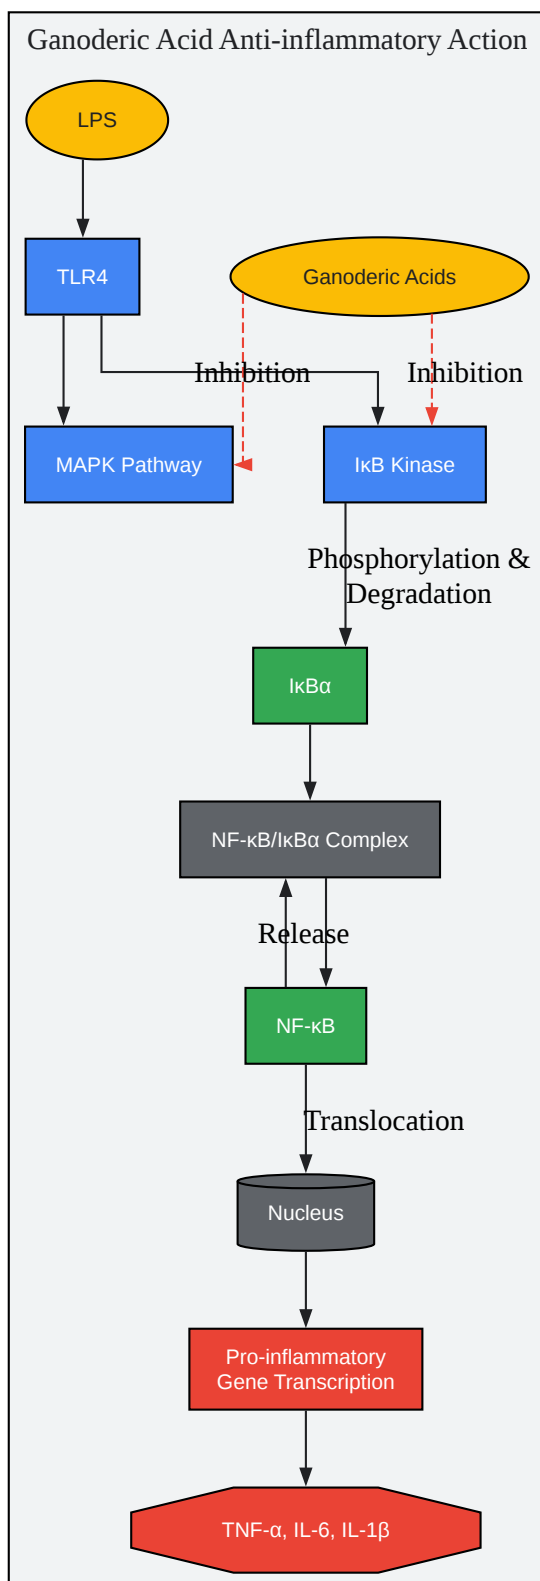 Ganoderic Acid Anti-inflammatory Action
LPS
TLR4
Ganoderic Acids
Inhibition
Inhibition
MAPK Pathway
IκB Kinase
Phosphorylation &
Degradation
IκBα
NF-κB/IκBα Complex
Release
NF-κB
Translocation
Nucleus
Pro-inflammatory
Gene Transcription
TNF-α, IL-6, IL-1β